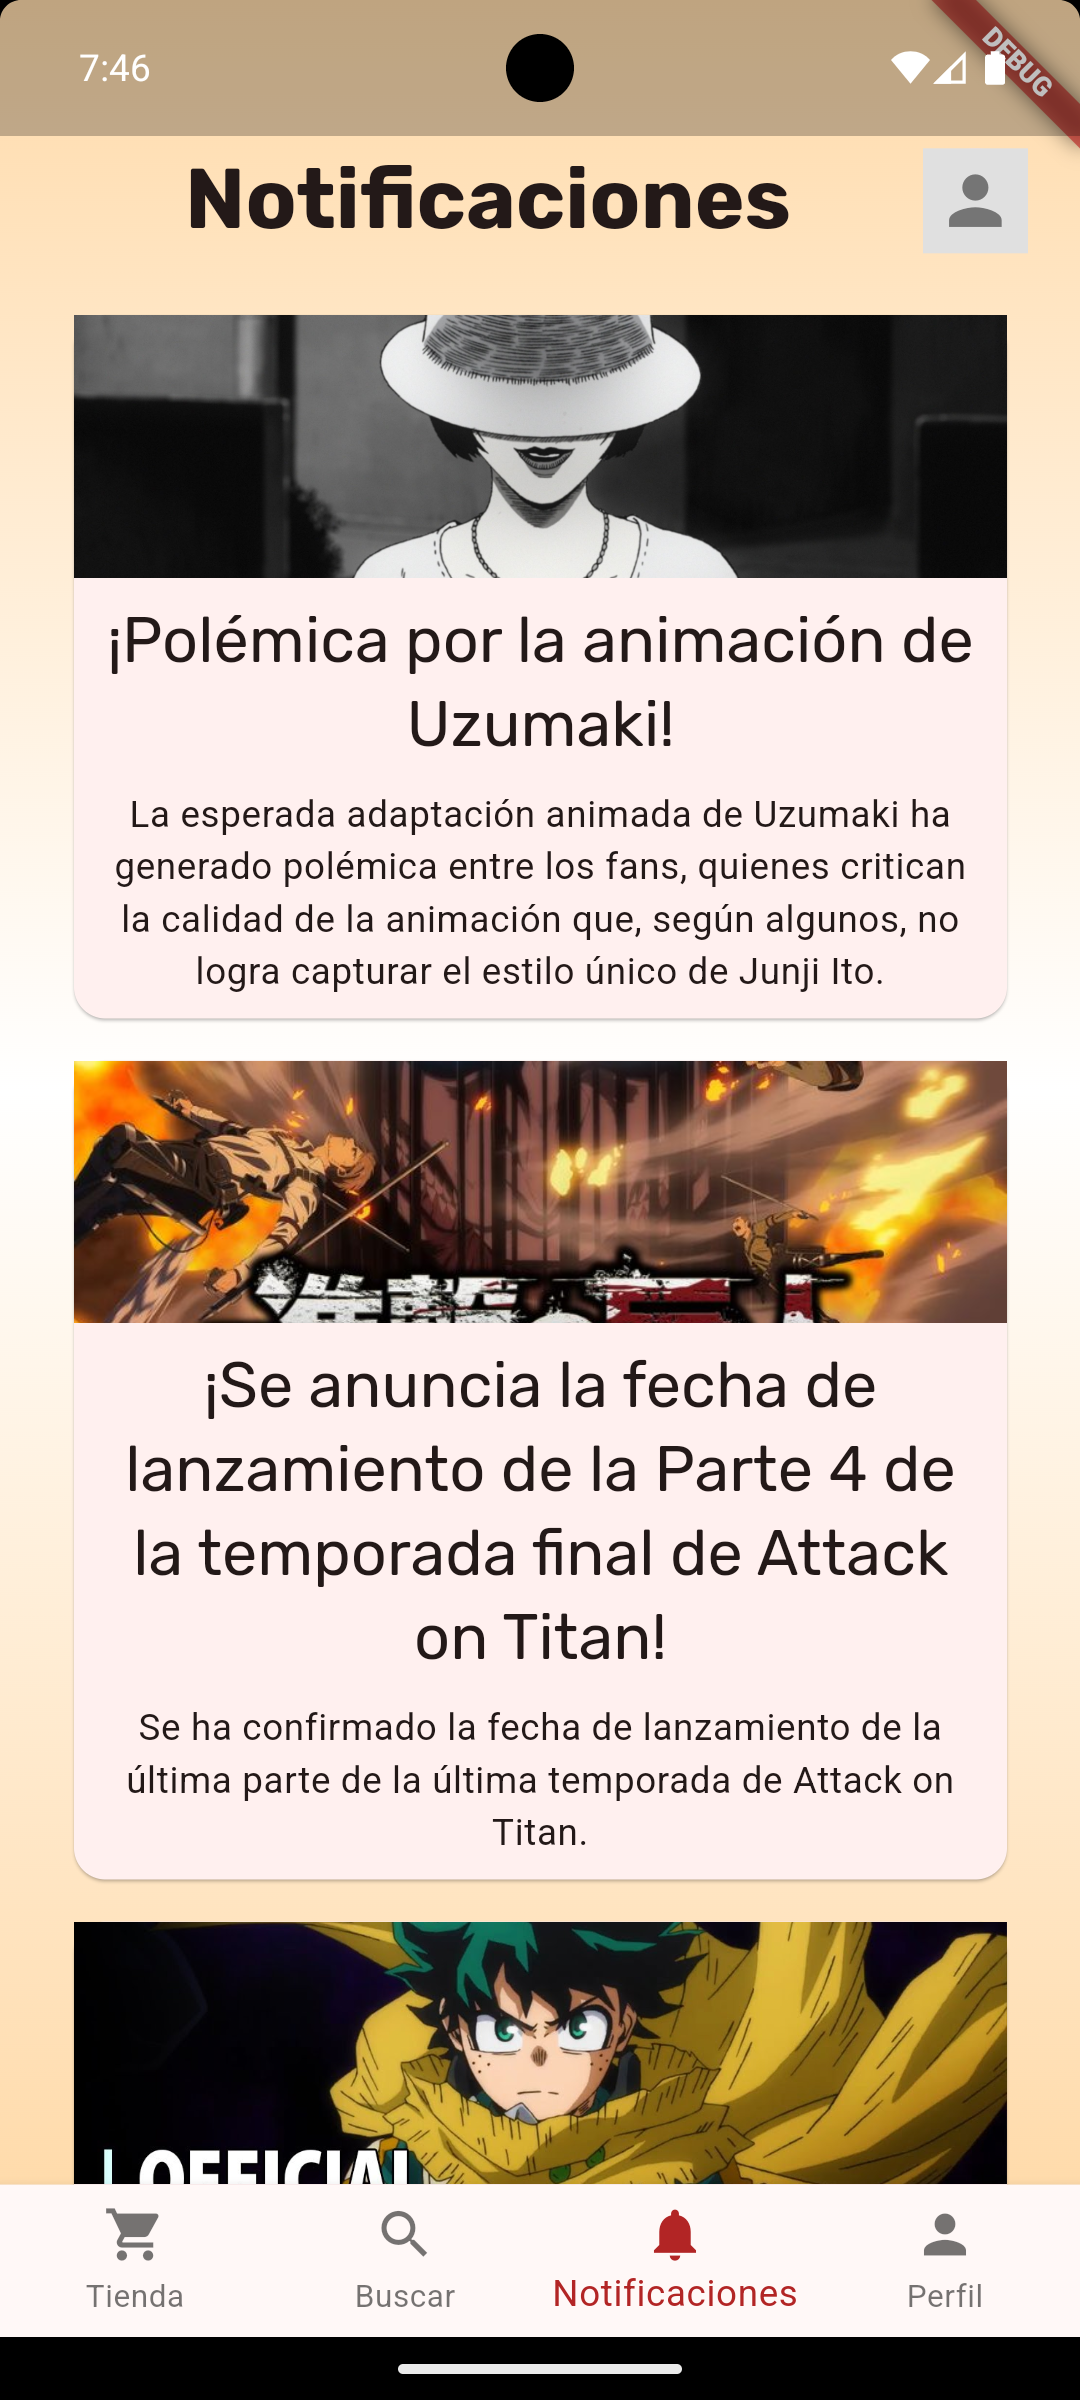 7:46
DEBUG
Notificaciones
¡Polémica por la animación de
Uzumaki!
La esperada adaptación animada de Uzumaki ha
generado polémica entre los fans, quienes critican
la calidad de la animación que, según algunos, no
logra capturar el estilo único de Junji Ito.
¡Se anuncia la fecha de
lanzamiento de la Parte 4 de
la temporada final de Attack
on Titan!
Se ha confirmado la fecha de lanzamiento de la
última parte de la última temporada de Attack on
Titan.
OFFICIAL
Tienda
Buscar
Notificaciones
Perfil